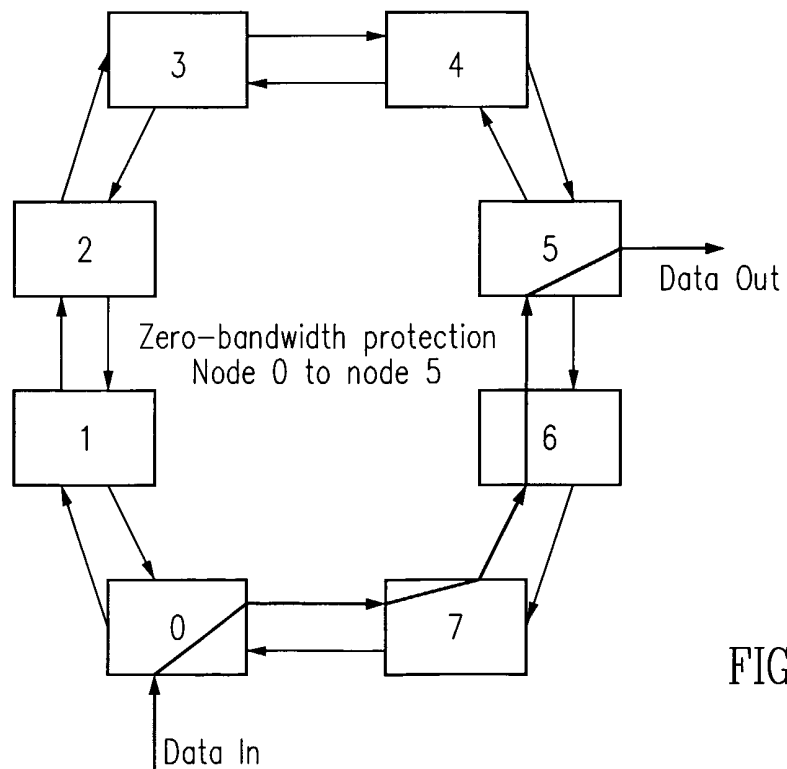 3
4
2
5
Data Out
Zero-bandwidth protection
Node 0 to node 5
1
6
0
7
FIG
Data In